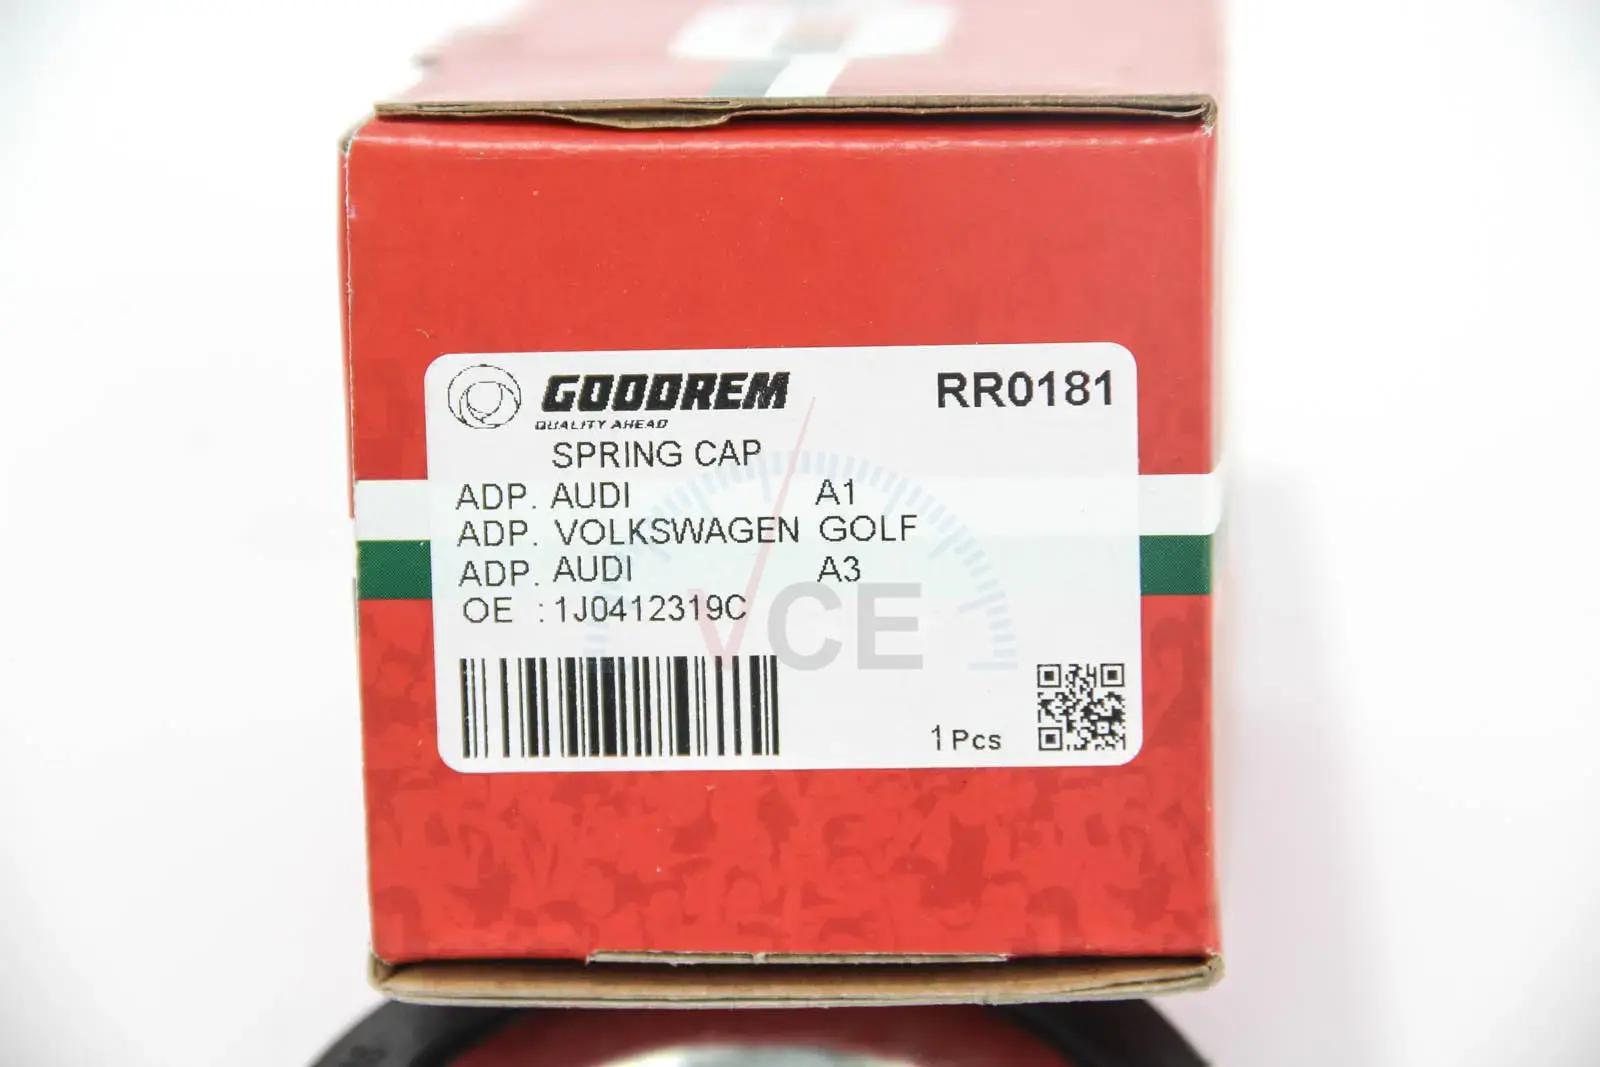 GOODREM RR0181
QUALITY AHEAD
SPRING CAP
ADP. AUDI A1
ADP. VOLKSWAGEN GOLF
ADP. AUDI A3
OE : 1J0412319C
VCE
1 Pcs